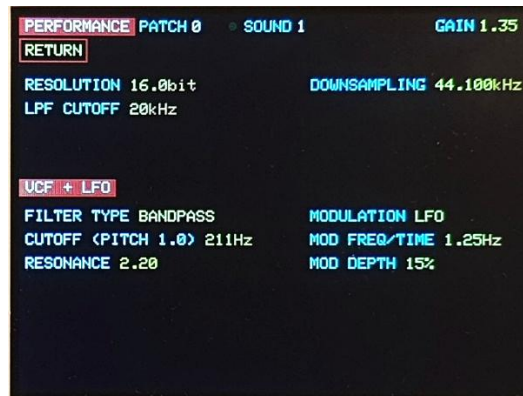 PERFORMANCE PATCH 0 SOUND 1 GAIN 1.35
RETURN
RESOLUTION 16.0bit DOWNSAMPLING 44.100kHz
LPF CUTOFF 20kHz
VCF + LFO
FILTER TYPE BANDPASS MODULATION LFO
CUTOFF (PITCH 1.0) 211Hz MOD FREQ/TIME 1.25Hz
RESONANCE 2.20 MOD DEPTH 15%